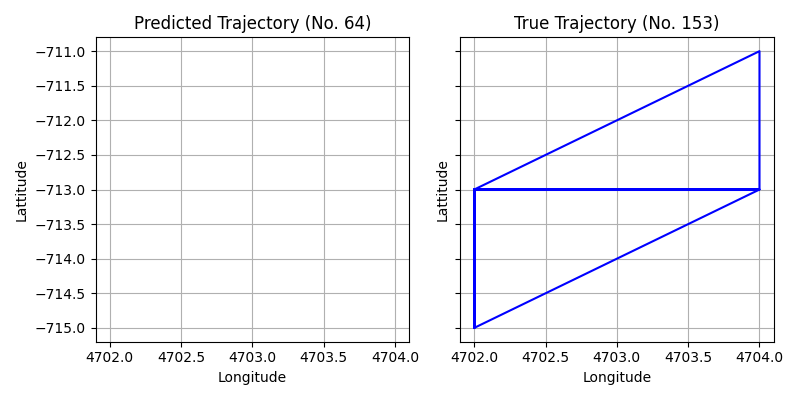 Predicted Trajectory (No. 64)
True Trajectory (No. 153)
Lattitude
−711.0
−711.5
−712.0
−712.5
−713.0
−713.5
−714.0
−714.5
−715.0
4702.0 4702.5 4703.0 4703.5 4704.0
Longitude
Lattitude
4702.0 4702.5 4703.0 4703.5 4704.0
Longitude